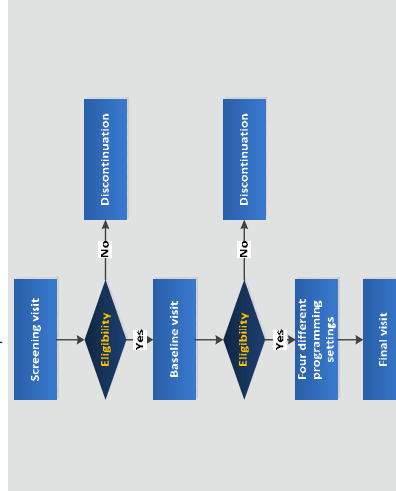 Screening visit
Eligibility
No
Discontinuation
Yes
Baseline visit
Eligibility
No
Discontinuation
Yes
Four different
programming
settings
Final visit